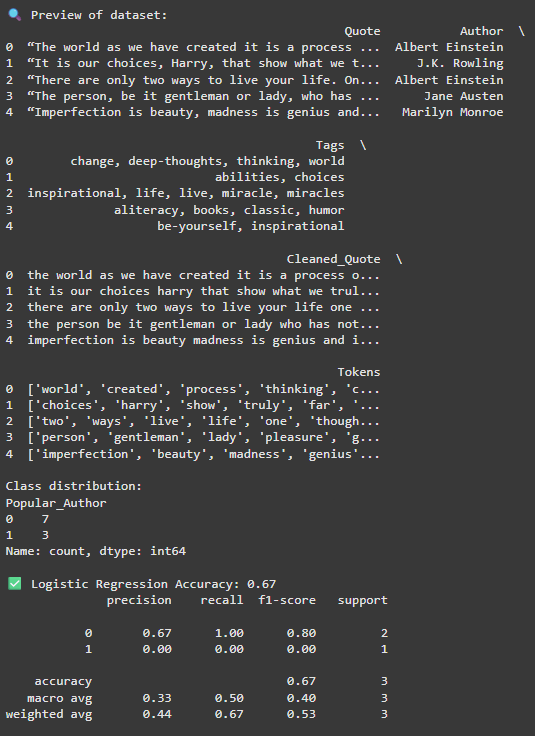 🔍 Preview of dataset:
                                               Quote           Author  \
0  “The world as we have created it is a process ...  Albert Einstein
1  “It is our choices, Harry, that show what we t...     J.K. Rowling
2  “There are only two ways to live your life. On...  Albert Einstein
3  “The person, be it gentleman or lady, who has ...      Jane Austen
4  “Imperfection is beauty, madness is genius and...   Marilyn Monroe

                                           Tags  \
0        change, deep-thoughts, thinking, world
1                            abilities, choices
2  inspirational, life, live, miracle, miracles
3              aliteracy, books, classic, humor
4                    be-yourself, inspirational

                                       Cleaned_Quote  \
0  the world as we have created it is a process o...
1  it is our choices harry that show what we trul...
2  there are only two ways to live your life one ...
3  the person be it gentleman or lady who has not...
4  imperfection is beauty madness is genius and i...

                                              Tokens
0  ['world', 'created', 'process', 'thinking', 'c...
1  ['choices', 'harry', 'show', 'truly', 'far', '...
2  ['two', 'ways', 'live', 'life', 'one', 'though...
3  ['person', 'gentleman', 'lady', 'pleasure', 'g...
4  ['imperfection', 'beauty', 'madness', 'genius'...

Class distribution:
Popular_Author
0    7
1    3
Name: count, dtype: int64

✅ Logistic Regression Accuracy: 0.67
              precision    recall  f1-score   support

           0       0.67      1.00      0.80         2
           1       0.00      0.00      0.00         1

    accuracy                           0.67         3
   macro avg       0.33      0.50      0.40         3
weighted avg       0.44      0.67      0.53         3